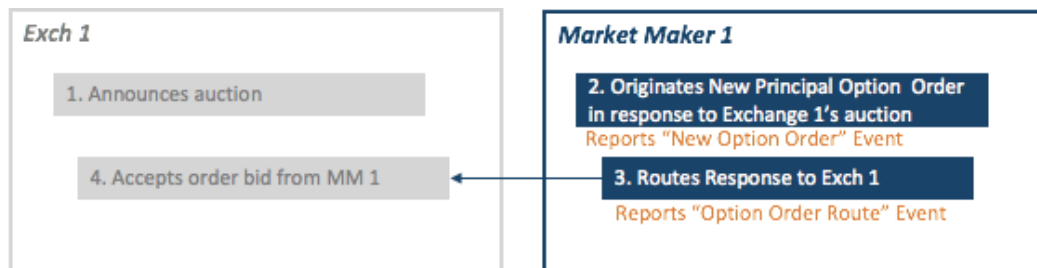 Exch 1
1. Announces auction
4. Accepts order bid from MM 1
Market Maker 1
2. Originates New Principal Option Order
in response to Exchange 1's auction
Reports "New Option Order" Event
3. Routes Response to Exch 1
Reports "Option Order Route" Event